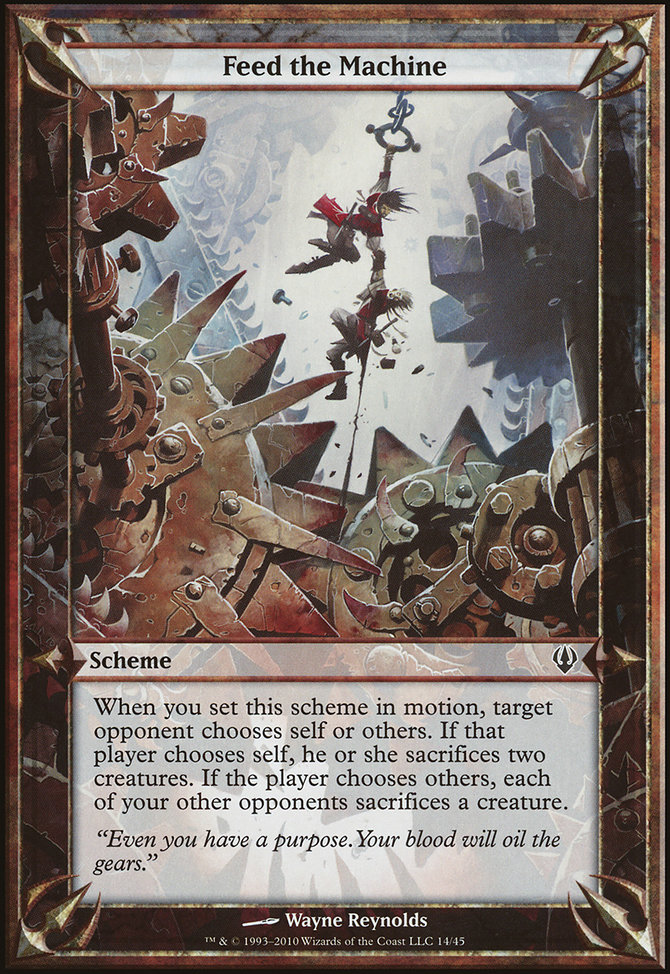 Feed the Machine
Scheme
When you set this scheme in motion, target
opponent chooses self or others. If that
player chooses self, he or she sacrifices two
creatures. If the player chooses others, each
of your other opponents sacrifices a creature.
“Even you have a purpose. Your blood will oil the
gears.”
Wayne Reynolds
™ & © 1993–2010 Wizards of the Coast LLC 14/45